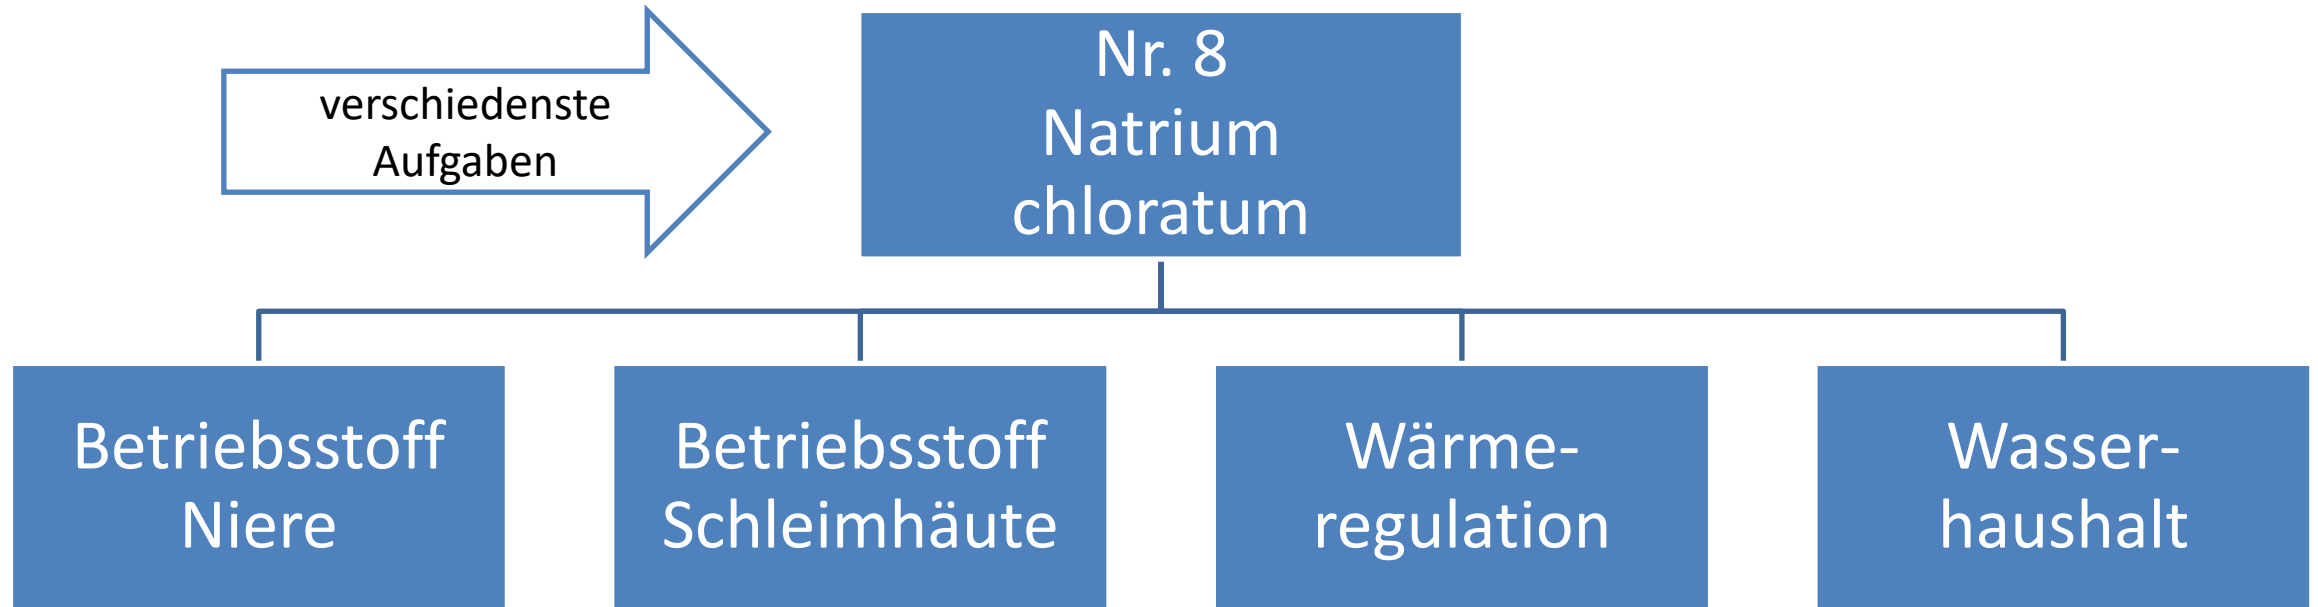 verschiedenste
Aufgaben
Nr. 8
Natrium
chloratum
Betriebsstoff
Niere
Betriebsstoff
Schleimhäute
Wärme-
regulation
Wasser-
haushalt